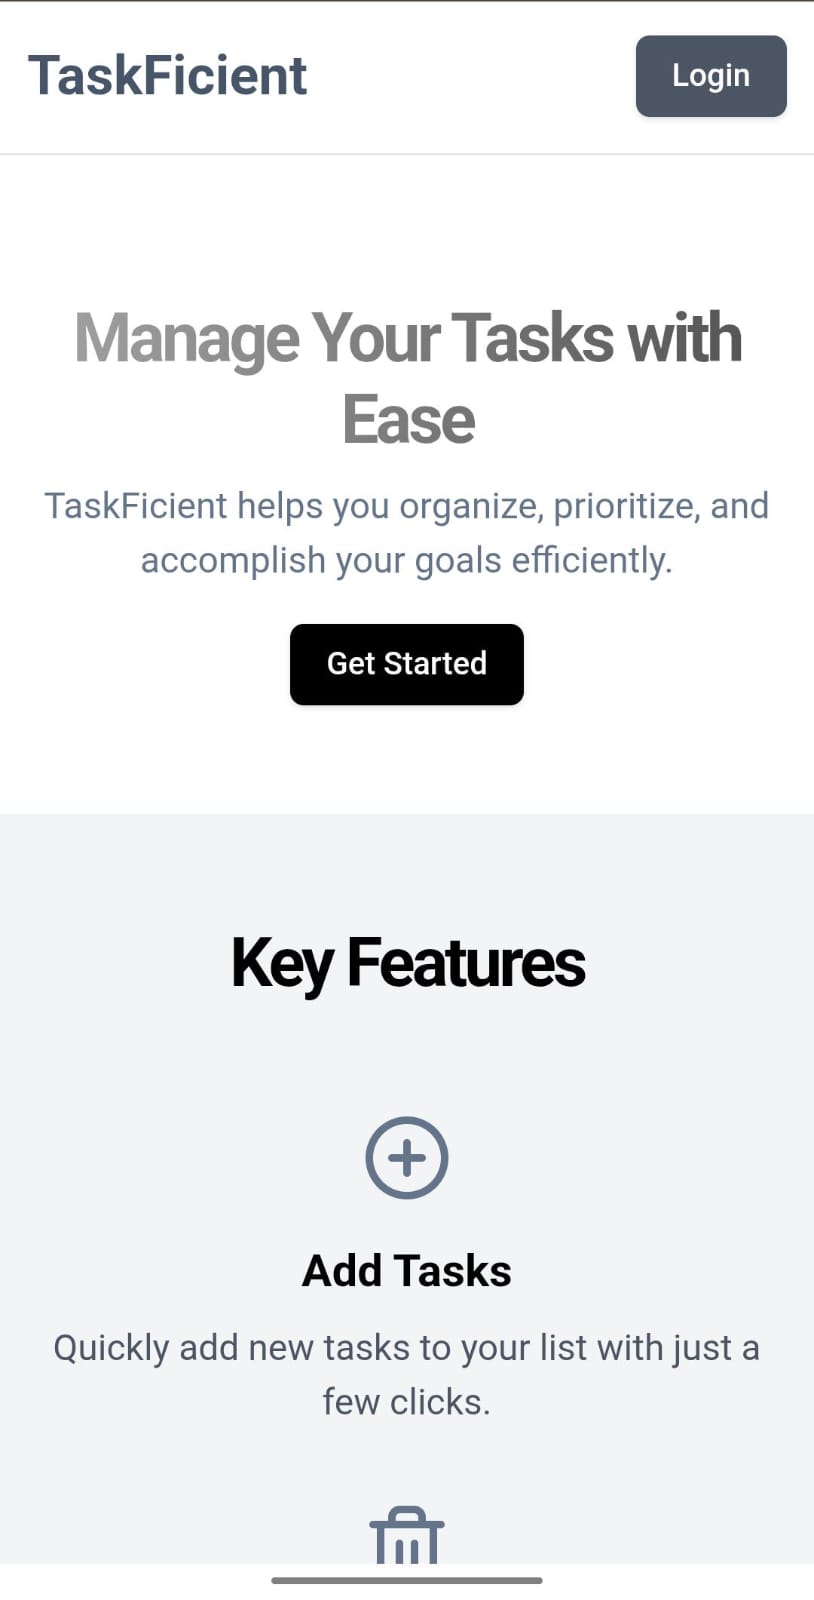 TaskFicient
Login
Manage Your Tasks with
Ease
TaskFicient helps you organize, prioritize, and
accomplish your goals efficiently.
Get Started
Key Features
Add Tasks
Quickly add new tasks to your list with just a
few clicks.